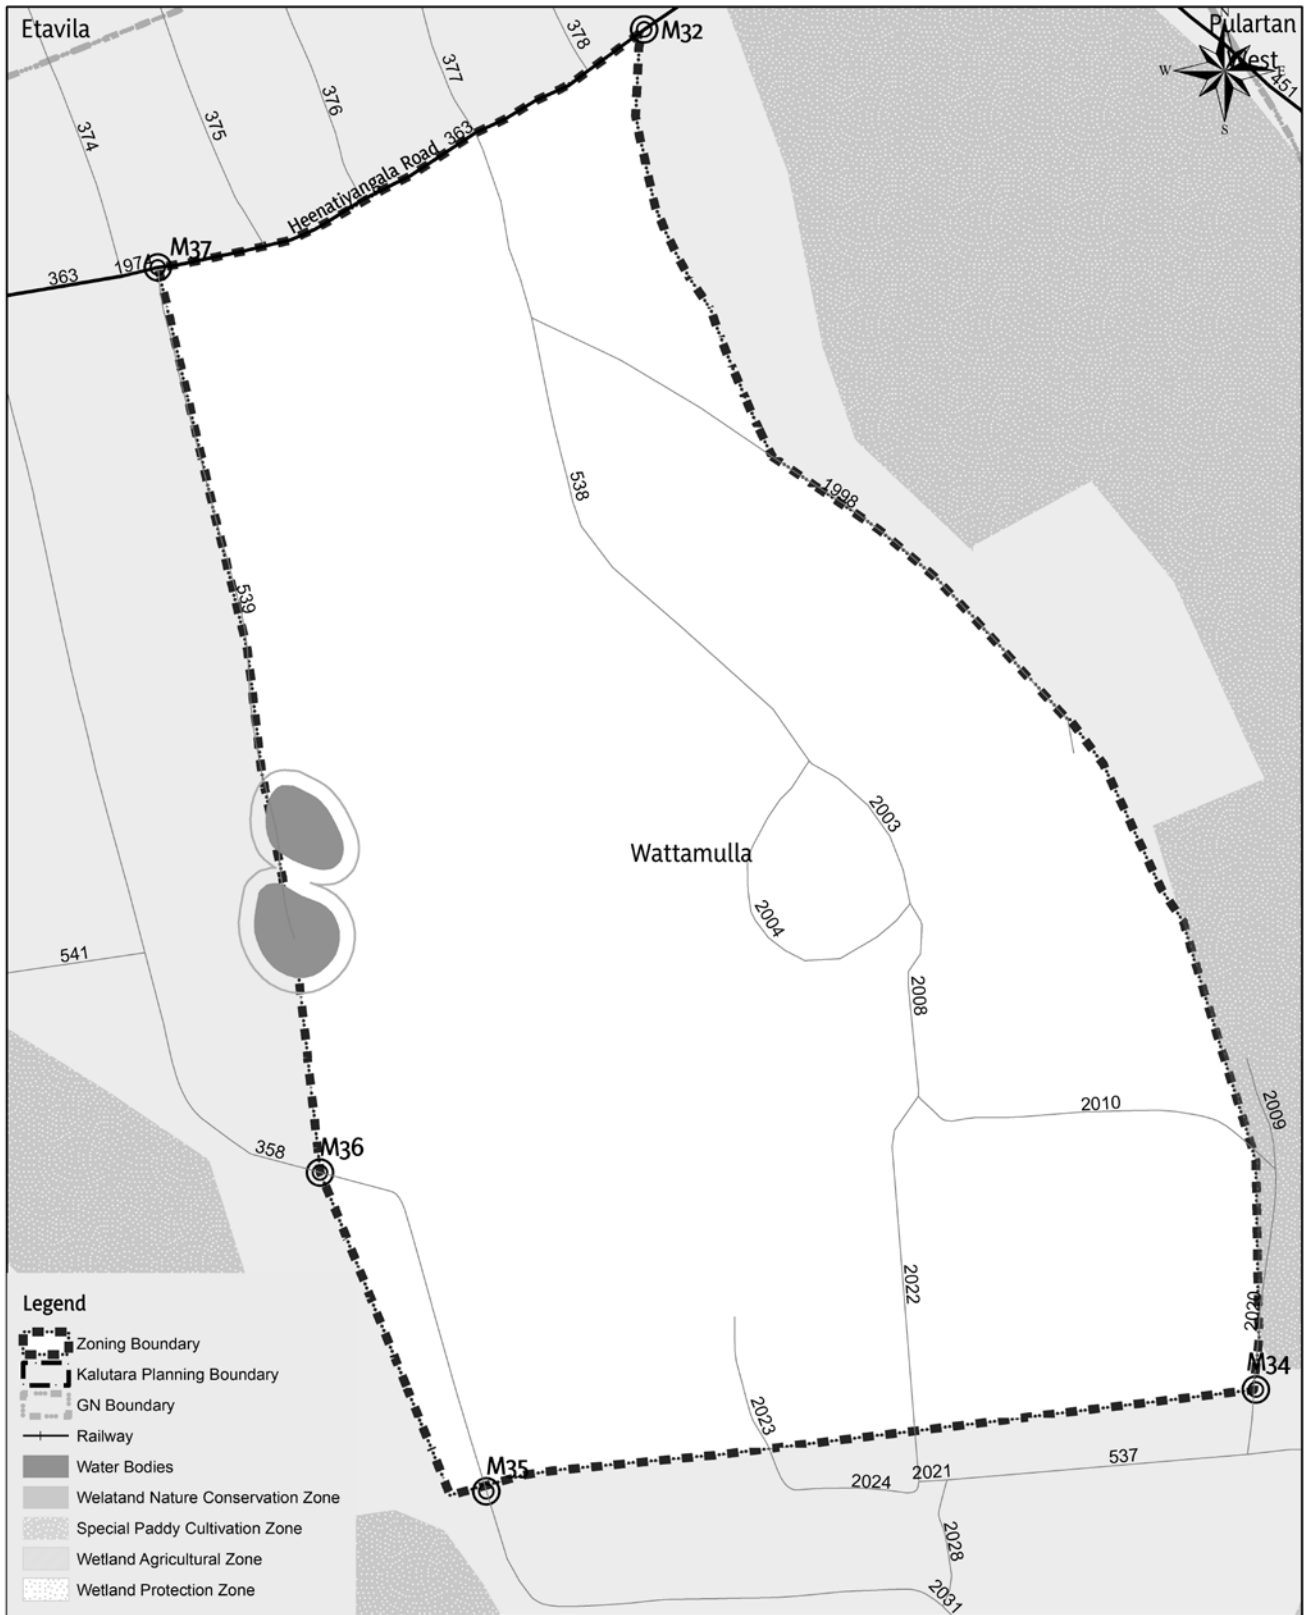 Etavila
378
M32
N
Pulartan
West
W
E
S
451
377
376
375
374
Heenatiyangala Road
363
M37
1974
363
538
1998
539
2003
Wattamulla
2004
541
2008
2010
2009
M36
358
2022
2020
M34
2023
M35
537
2021
2024
2028
2031
Legend
Zoning Boundary
Kalutara Planning Boundary
GN Boundary
Railway
Water Bodies
Welatand Nature Conservation Zone
Special Paddy Cultivation Zone
Wetland Agricultural Zone
Wetland Protection Zone